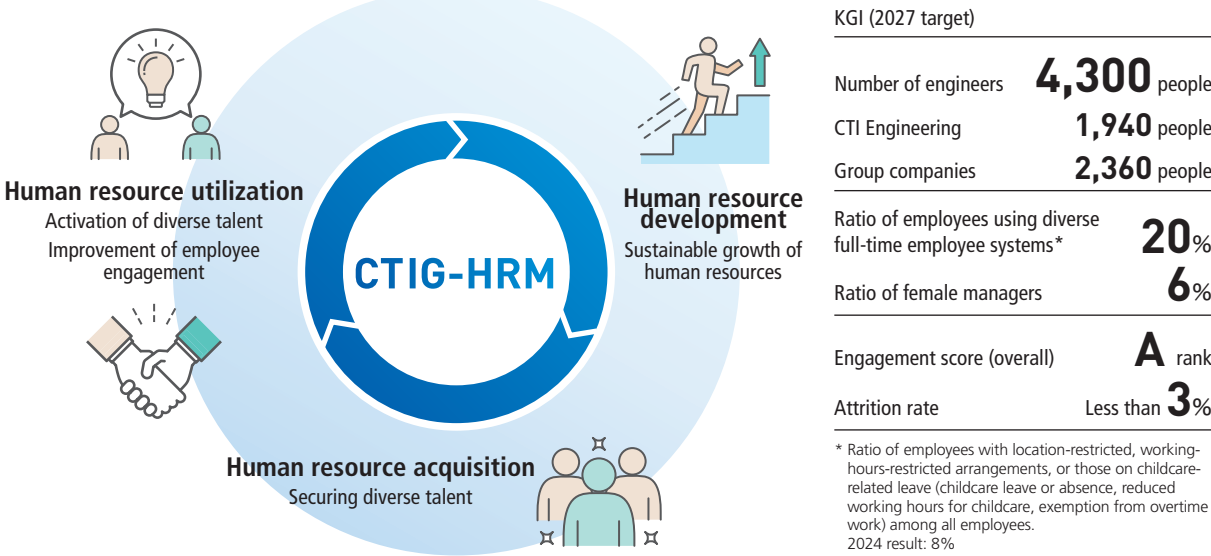 Human resource utilization
Activation of diverse talent
Improvement of employee
engagement
CTIG-HRM
Human resource
development
Sustainable growth of
human resources
Human resource acquisition
Securing diverse talent
KGI (2027 target)
Number of engineers 4,300 people
CTI Engineering 1,940 people
Group companies 2,360 people
Ratio of employees using diverse
full-time employee systems* 20%
Ratio of female managers 6%
Engagement score (overall) A rank
Attrition rate Less than 3%
* Ratio of employees with location-restricted, working-
hours-restricted arrangements, or those on childcare-
related leave (childcare leave or absence, reduced
working hours for childcare, exemption from overtime
work) among all employees.
2024 result: 8%